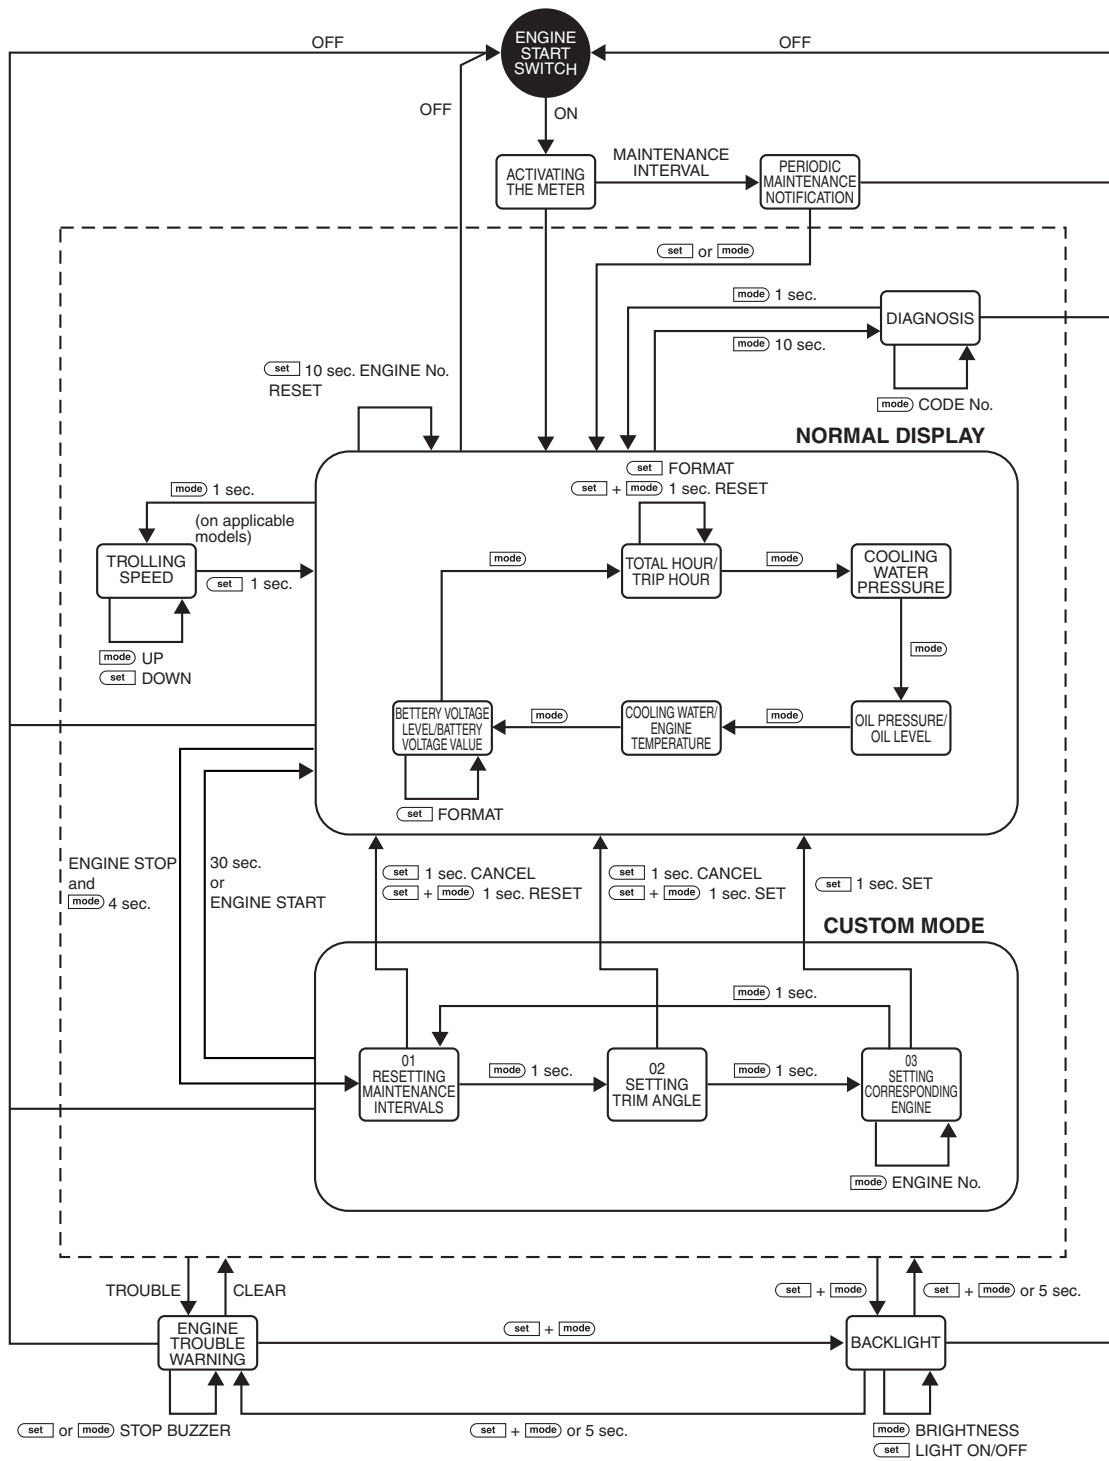 OFF
ENGINE
START
SWITCH
OFF
OFF
ON
MAINTENANCE
INTERVAL
ACTIVATING
THE METER
PERIODIC
MAINTENANCE
NOTIFICATION
set or mode
mode 1 sec.
DIAGNOSIS
mode 10 sec.
set 10 sec. ENGINE No.
RESET
mode CODE No.
NORMAL DISPLAY
set FORMAT
set + mode 1 sec. RESET
mode 1 sec.
(on applicable
models)
TROLLING
SPEED
set 1 sec.
mode UP
set DOWN
mode
TOTAL HOUR/
TRIP HOUR
mode
COOLING
WATER
PRESSURE
mode
BETTERY VOLTAGE
LEVEL/BATTERY
VOLTAGE VALUE
mode
COOLING WATER/
ENGINE
TEMPERATURE
mode
OIL PRESSURE/
OIL LEVEL
set FORMAT
ENGINE STOP
and
mode 4 sec.
30 sec.
or
ENGINE START
set 1 sec. CANCEL
set + mode 1 sec. RESET
set 1 sec. CANCEL
set + mode 1 sec. SET
set 1 sec. SET
CUSTOM MODE
mode 1 sec.
01
RESETTING
MAINTENANCE
INTERVALS
mode 1 sec.
02
SETTING
TRIM ANGLE
mode 1 sec.
03
SETTING
CORRESPONDING
ENGINE
mode ENGINE No.
TROUBLE
CLEAR
set + mode
set + mode or 5 sec.
ENGINE
TROUBLE
WARNING
set + mode
BACKLIGHT
set or mode STOP BUZZER
set + mode or 5 sec.
mode BRIGHTNESS
set LIGHT ON/OFF